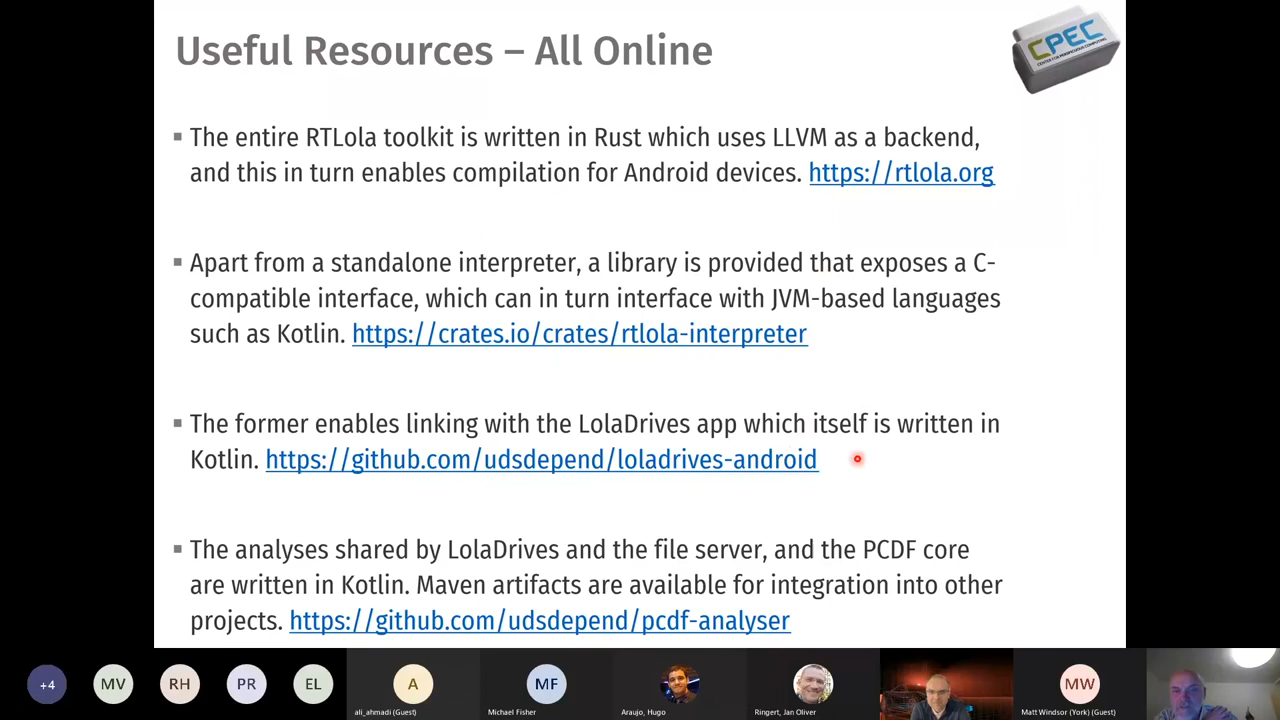 Useful Resources – All Online
CPEC
CENTER FOR PERSPICUOUS COMPUTING
▪ The entire RTLola toolkit is written in Rust which uses LLVM as a backend,
and this in turn enables compilation for Android devices. https://rtlola.org
▪ Apart from a standalone interpreter, a library is provided that exposes a C-
compatible interface, which can in turn interface with JVM-based languages
such as Kotlin. https://crates.io/crates/rtlola-interpreter
▪ The former enables linking with the LolaDrives app which itself is written in
Kotlin. https://github.com/udsdepend/loladrives-android
▪ The analyses shared by LolaDrives and the file server, and the PCDF core
are written in Kotlin. Maven artifacts are available for integration into other
projects. https://github.com/udsdepend/pcdf-analyser
+4 MV RH PR EL A MF MW
ali_ahmadi (Guest) Michael Fisher Araujo, Hugo Ringert, Jan Oliver Matt Windsor (York) (Guest)